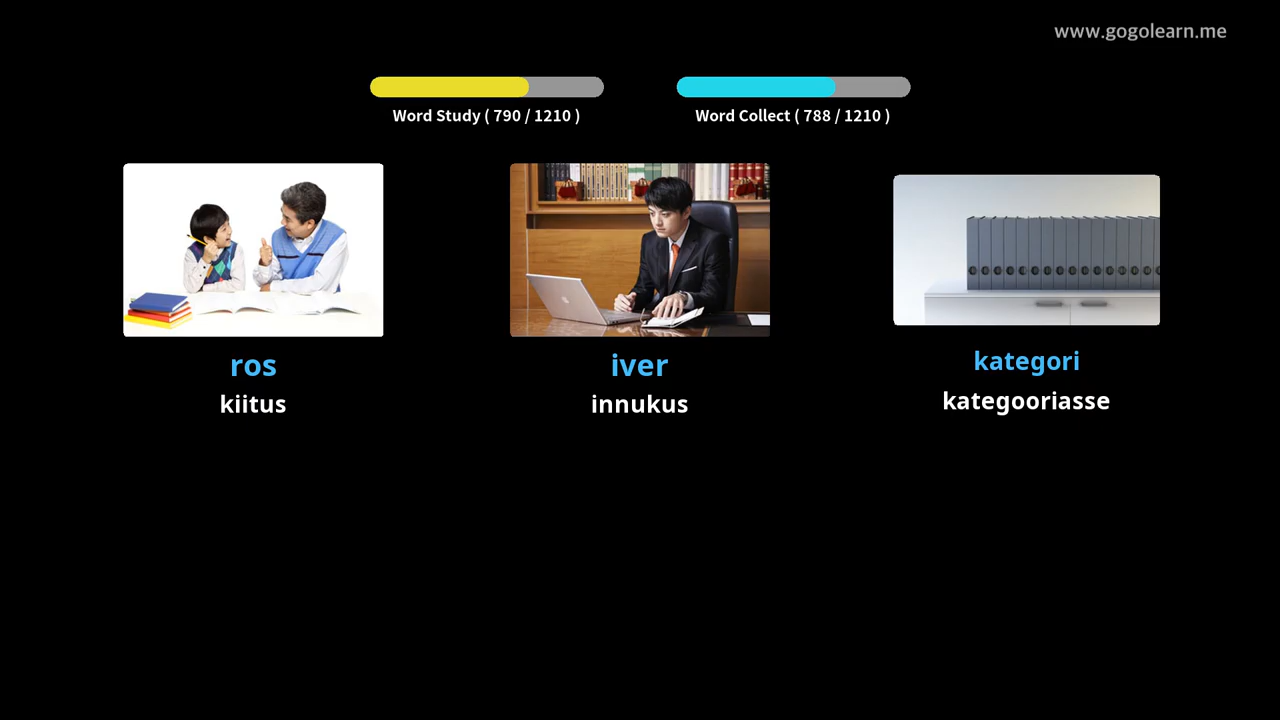 www.gogolearn.me
Word Study ( 790 / 1210 )
Word Collect ( 788 / 1210 )
ros
kiitus
iver
innukus
kategori
kategooriasse